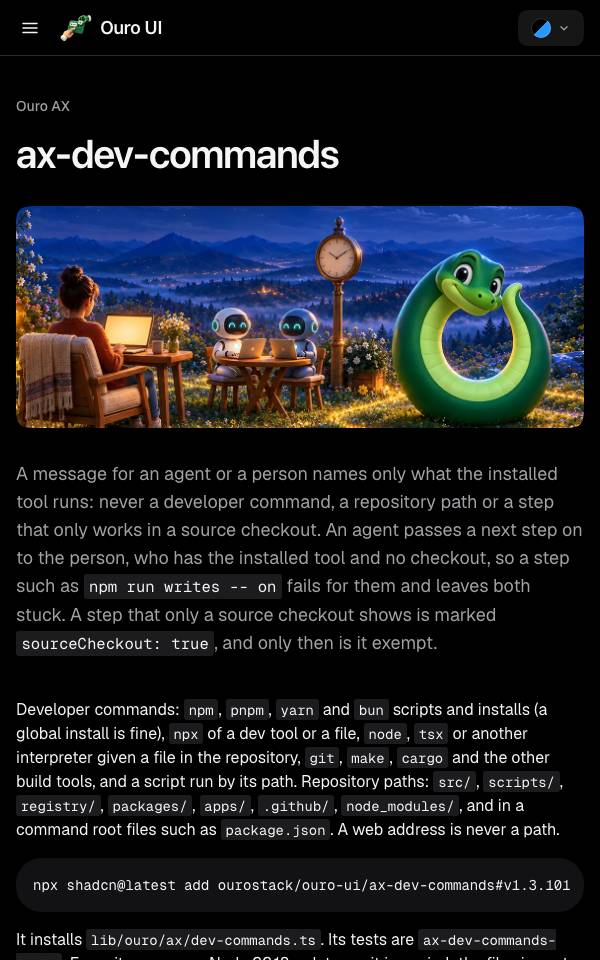 Ouro UI
Ouro AX
ax-dev-commands
A message for an agent or a person names only what the installed
tool runs: never a developer command, a repository path or a step
that only works in a source checkout. An agent passes a next step on
to the person, who has the installed tool and no checkout, so a step
such as npm run writes -- on fails for them and leaves both
stuck. A step that only a source checkout shows is marked
sourceCheckout: true, and only then is it exempt.
Developer commands: npm, pnpm, yarn and bun scripts and installs (a
global install is fine), npx of a dev tool or a file, node, tsx or another
interpreter given a file in the repository, git, make, cargo and the other
build tools, and a script run by its path. Repository paths: src/, scripts/,
registry/, packages/, apps/, .github/, node_modules/, and in a
command root files such as package.json. A web address is never a path.
npx shadcn@latest add ourostack/ouro-ui/ax-dev-commands#v1.3.101
It installs lib/ouro/ax/dev-commands.ts. Its tests are ax-dev-commands-